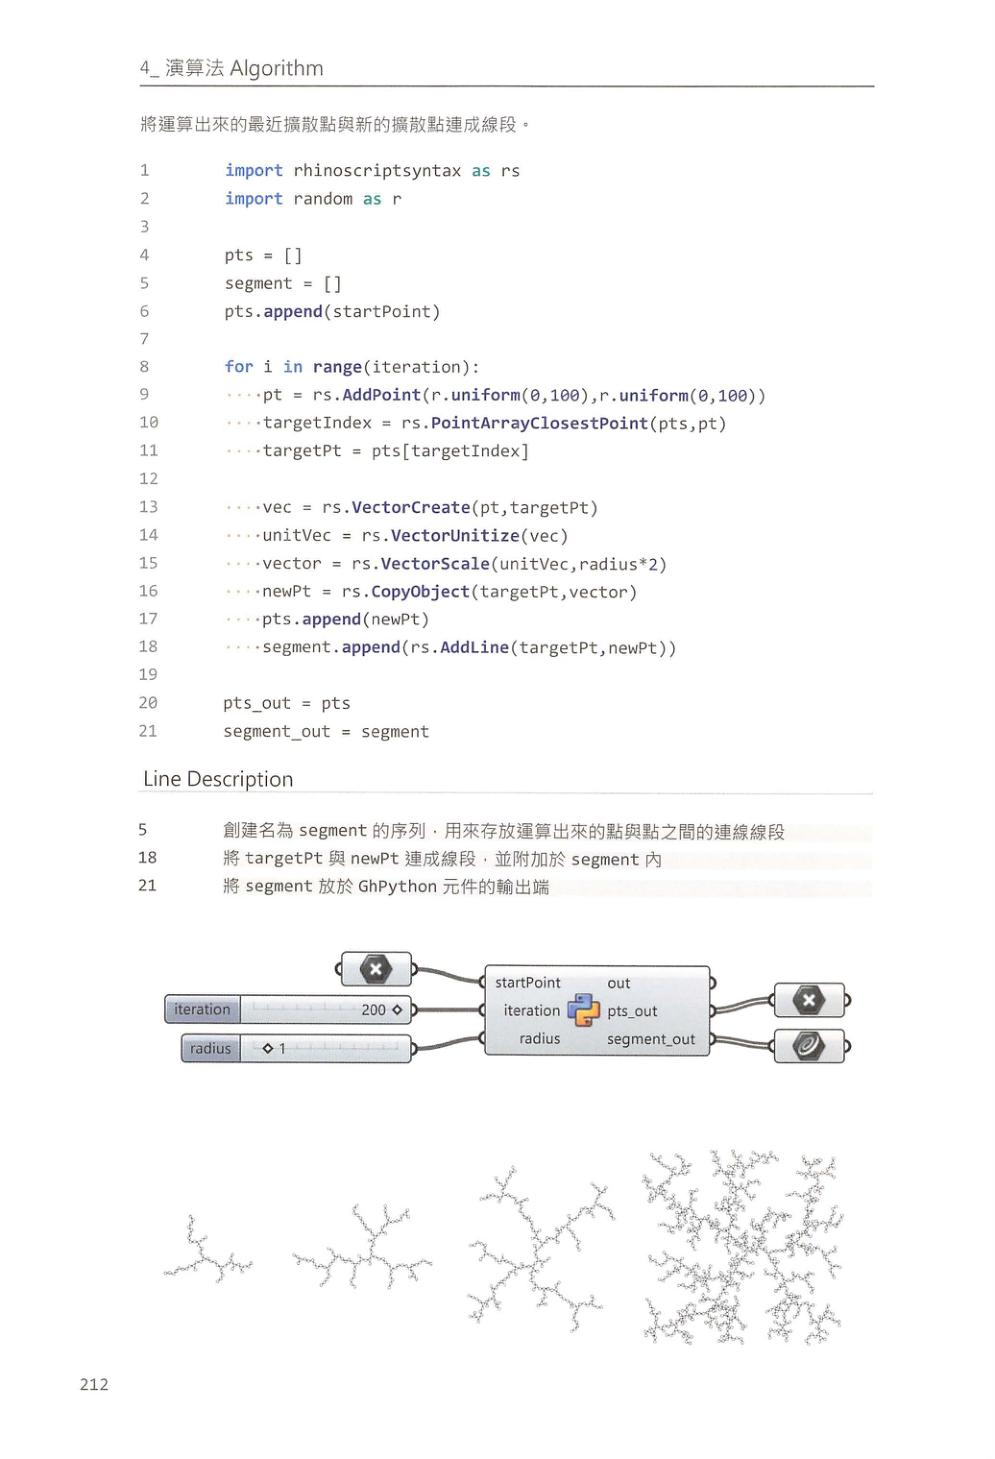 4_ 演算法 Algorithm
將運算出來的最近擴散點與新的擴散點連成線段。
1 import rhinoscriptsyntax as rs
2 import random as r
3
4 pts = []
5 segment = []
6 pts.append(startPoint)
7
8 for i in range(iteration):
9 ····pt = rs.AddPoint(r.uniform(0,100),r.uniform(0,100))
10 ····targetIndex = rs.PointArrayClosestPoint(pts,pt)
11 ····targetPt = pts[targetIndex]
12
13 ····vec = rs.VectorCreate(pt,targetPt)
14 ····unitVec = rs.VectorUnitize(vec)
15 ····vector = rs.VectorScale(unitVec,radius*2)
16 ····newPt = rs.CopyObject(targetPt,vector)
17 ····pts.append(newPt)
18 ····segment.append(rs.AddLine(targetPt,newPt))
19
20 pts_out = pts
21 segment_out = segment
Line Description
5 創建名為 segment 的序列，用來存放運算出來的點與點之間的連線線段
18 將 targetPt 與 newPt 連成線段，並附加於 segment 內
21 將 segment 放於 GhPython 元件的輸出端
startPoint out
iteration 200 iteration pts_out
radius 1 radius segment_out
212